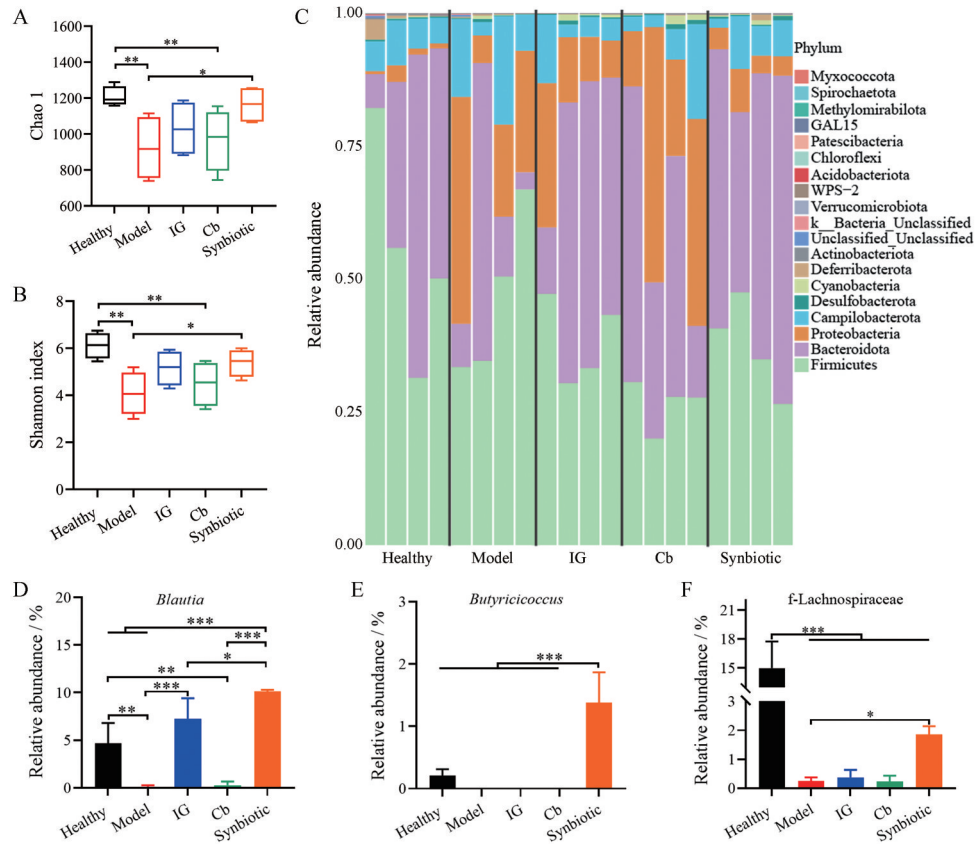 A
Chao 1
1600
1400
1200
1000
800
600
**
**
*
Healthy
Model
IG
Cb
Synbiotic
B
Shannon index
8
6
4
2
0
**
**
*
Healthy
Model
IG
Cb
Synbiotic
C
Relative abundance
1.00
0.75
0.50
0.25
0.00
Healthy
Model
IG
Cb
Synbiotic
Phylum
Myxococcota
Spirochaetota
Methylomirabilota
GAL15
Patescibacteria
Chloroflexi
Acidobacteriota
WPS−2
Verrucomicrobiota
k__Bacteria_Unclassified
Unclassified_Unclassified
Actinobacteriota
Deferribacterota
Cyanobacteria
Desulfobacterota
Campilobacterota
Proteobacteria
Bacteroidota
Firmicutes
D
Blautia
Relative abundance / %
20
15
10
5
0
***
***
*
**
***
**
Healthy
Model
IG
Cb
Synbiotic
E
Butyricicoccus
Relative abundance / %
3
2
1
0
***
Healthy
Model
IG
Cb
Synbiotic
F
f-Lachnospiraceae
Relative abundance / %
21
18
15
3
2
1
0
***
*
Healthy
Model
IG
Cb
Synbiotic